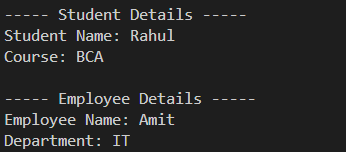 ----- Student Details -----
Student Name: Rahul
Course: BCA
----- Employee Details -----
Employee Name: Amit
Department: IT